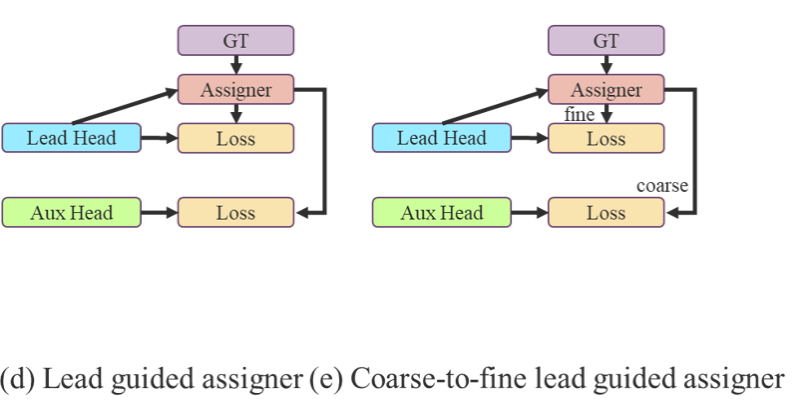 GT
Assigner
Lead Head
Loss
Aux Head
Loss
GT
Assigner
fine
Lead Head
Loss
coarse
Aux Head
Loss
(d) Lead guided assigner (e) Coarse-to-fine lead guided assigner